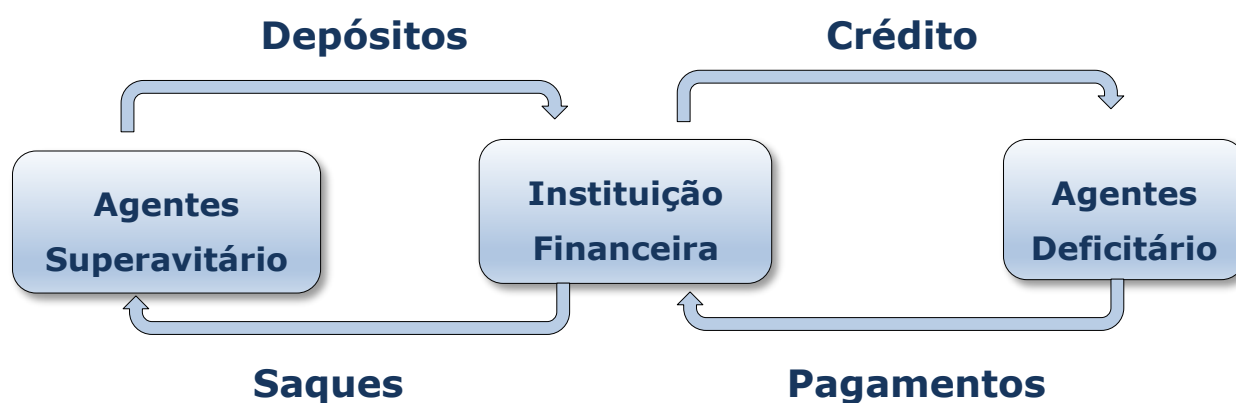 Depósitos
Crédito
Agentes
Superavitário
Instituição
Financeira
Agentes
Deficitário
Saques
Pagamentos